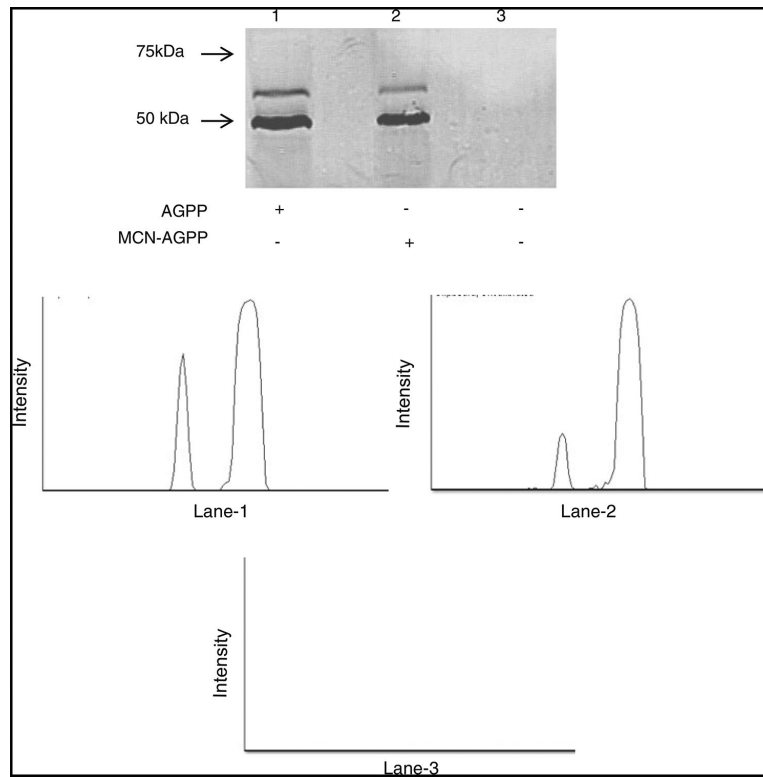 1 2 3
75kDa
50 kDa
AGPP + - -
MCN-AGPP - + -
Intensity
Lane-1
Intensity
Lane-2
Intensity
Lane-3